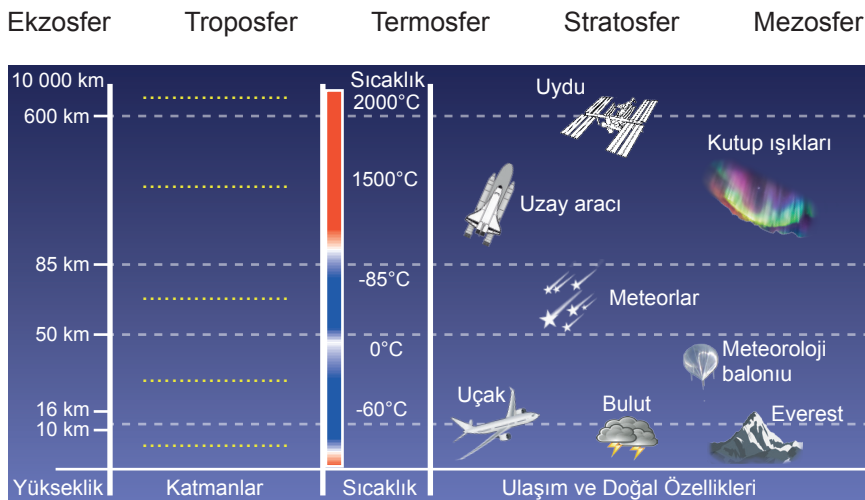 Ekzosfer Troposfer Termosfer Stratosfer Mezosfer
10 000 km
Sıcaklık
2000°C
Uydu
600 km
Kutup ışıkları
1500°C
Uzay aracı
85 km
-85°C
Meteorlar
50 km
0°C
Meteoroloji
balonıu
Uçak
Bulut
Everest
16 km
-60°C
10 km
Yükseklik Katmanlar Sıcaklık Ulaşım ve Doğal Özellikleri